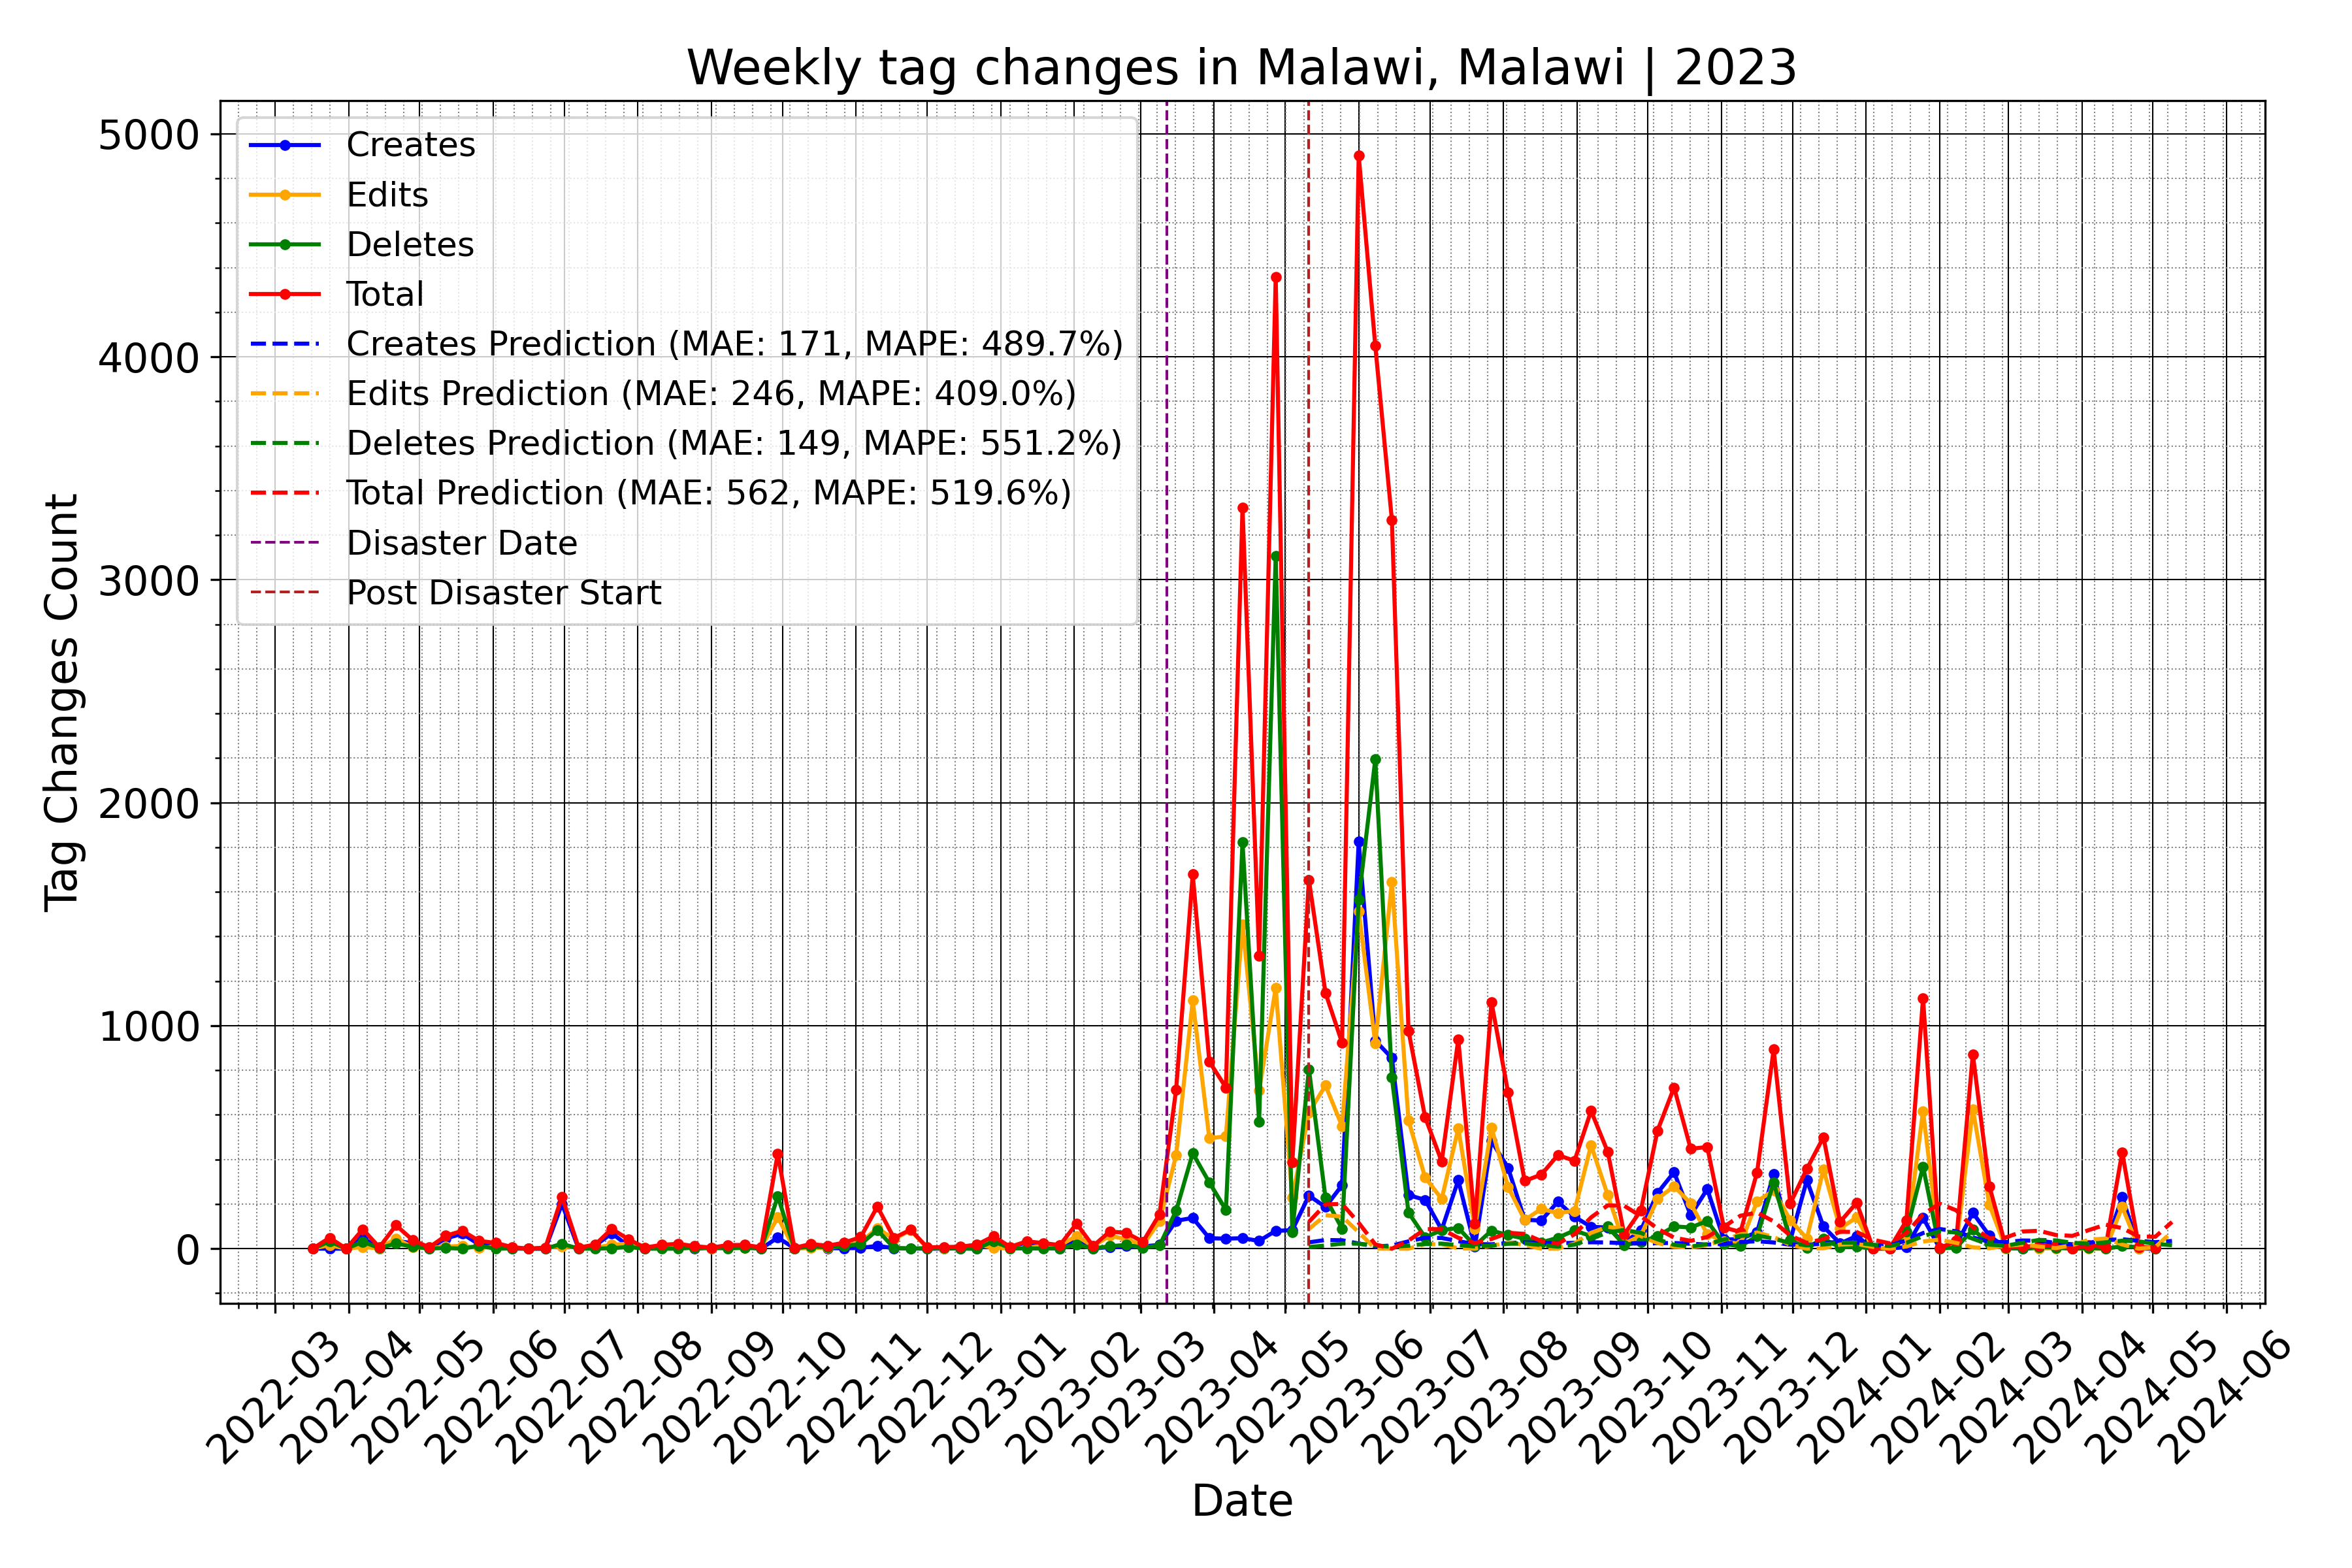 Weekly tag changes in Malawi, Malawi | 2023
Tag Changes Count
5000
4000
3000
2000
1000
0
Creates
Edits
Deletes
Total
Creates Prediction (MAE: 171, MAPE: 489.7%)
Edits Prediction (MAE: 246, MAPE: 409.0%)
Deletes Prediction (MAE: 149, MAPE: 551.2%)
Total Prediction (MAE: 562, MAPE: 519.6%)
Disaster Date
Post Disaster Start
2022-03
2022-04
2022-05
2022-06
2022-07
2022-08
2022-09
2022-10
2022-11
2022-12
2023-01
2023-02
2023-03
2023-04
2023-05
2023-06
2023-07
2023-08
2023-09
2023-10
2023-11
2023-12
2024-01
2024-02
2024-03
2024-04
2024-05
2024-06
Date